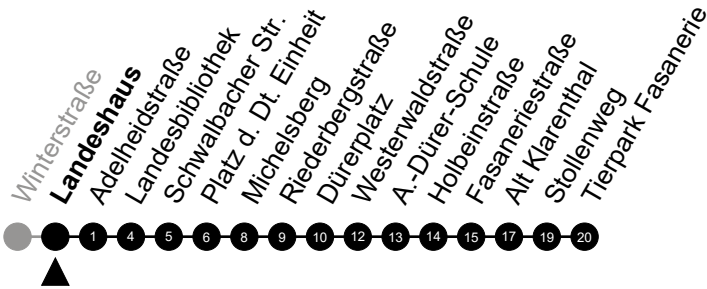 Winterstraße
Landeshaus
Adelheidstraße
Landesbibliothek
Schwalbacher Str.
Platz d. Dt. Einheit
Michelsberg
Riederbergstraße
Dürerplatz
Westerwaldstraße
A.-Dürer-Schule
Holbeinstraße
Fasaneriestraße
Alt Klarenthal
Stollenweg
Tierpark Fasanerie
1 4 5 6 8 9 10 12 13 14 15 17 19 20